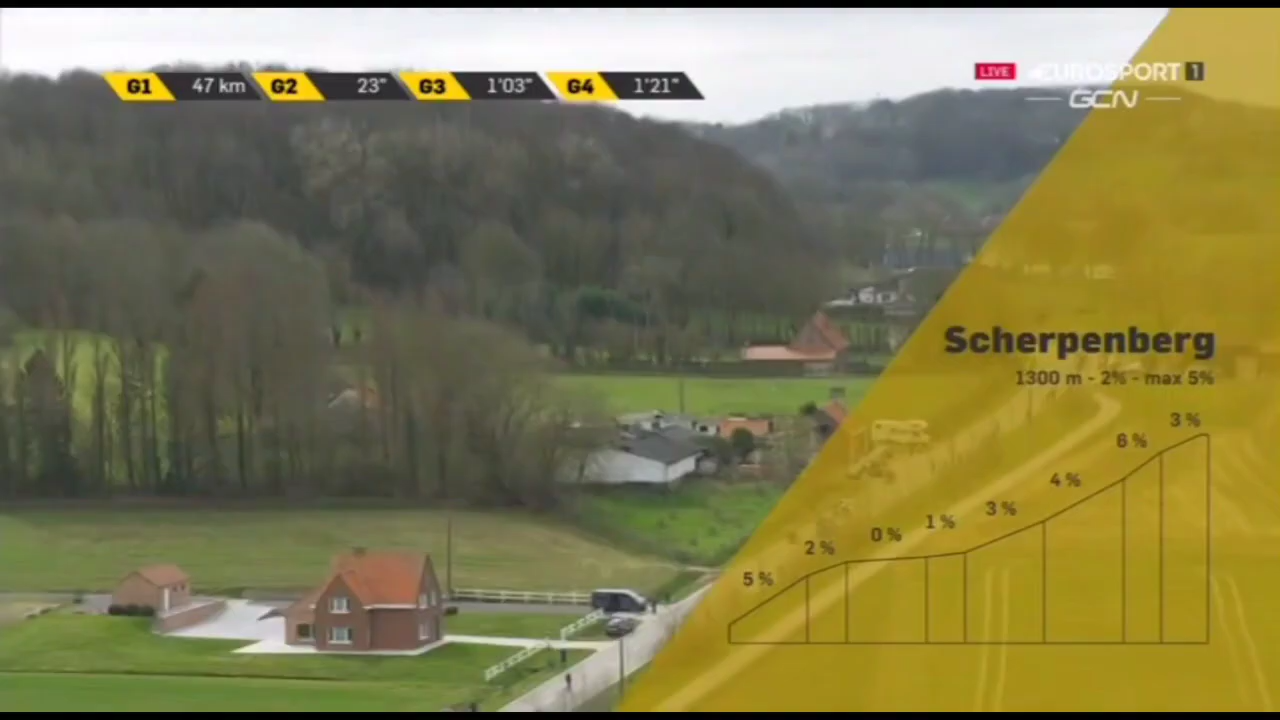 G1 47 km G2 23" G3 1'03" G4 1'21"
LIVE EUROSPORT 1
GCN
Scherpenberg
1300 m - 2% - max 5%
3 %
6 %
4 %
3 %
1 %
0 %
2 %
5 %